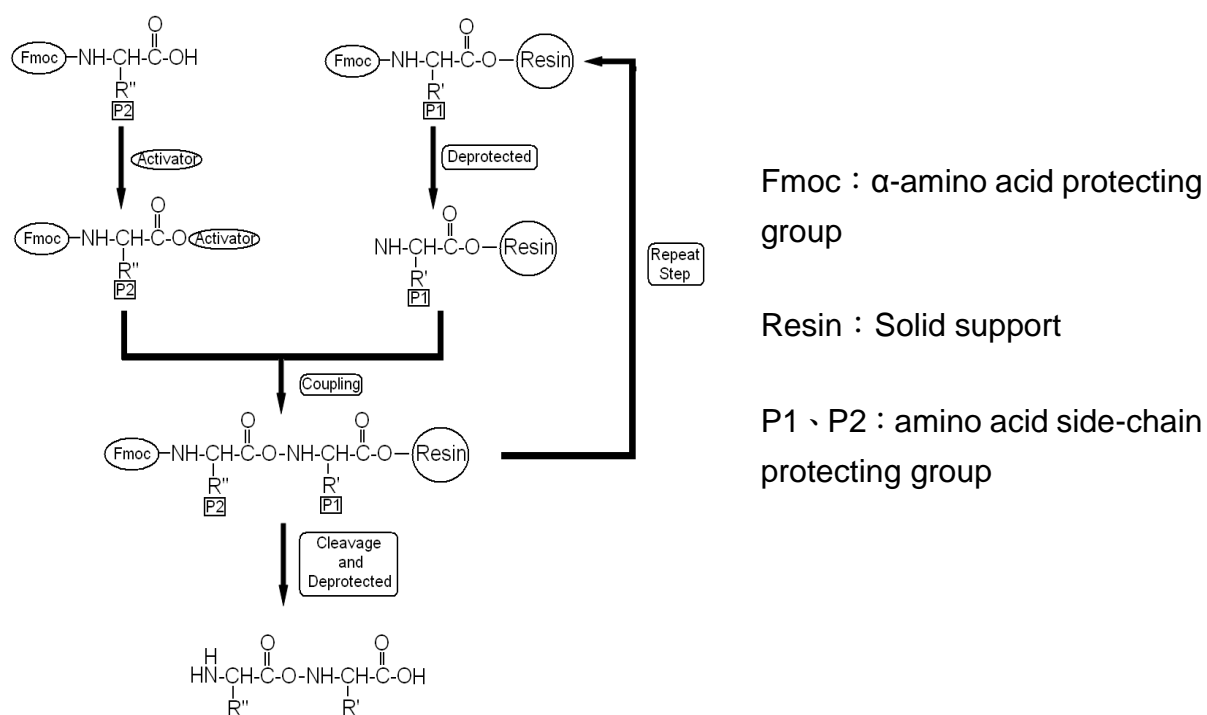 O
Fmoc-NH-CH-C-OH
R''
P2
O
Fmoc-NH-CH-C-O-Resin
R'
P1
Activator
Deprotected
O
Fmoc-NH-CH-C-O-Activator
R''
P2
O
NH-CH-C-O-Resin
R'
P1
Repeat
Step
Coupling
O O
Fmoc-NH-CH-C-O-NH-CH-C-O-Resin
R'' R'
P2 P1
Cleavage
and
Deprotected
H O O
HN-CH-C-O-NH-CH-C-OH
R'' R'
Fmoc：α-amino acid protecting
group
Resin：Solid support
P1、P2：amino acid side-chain
protecting group